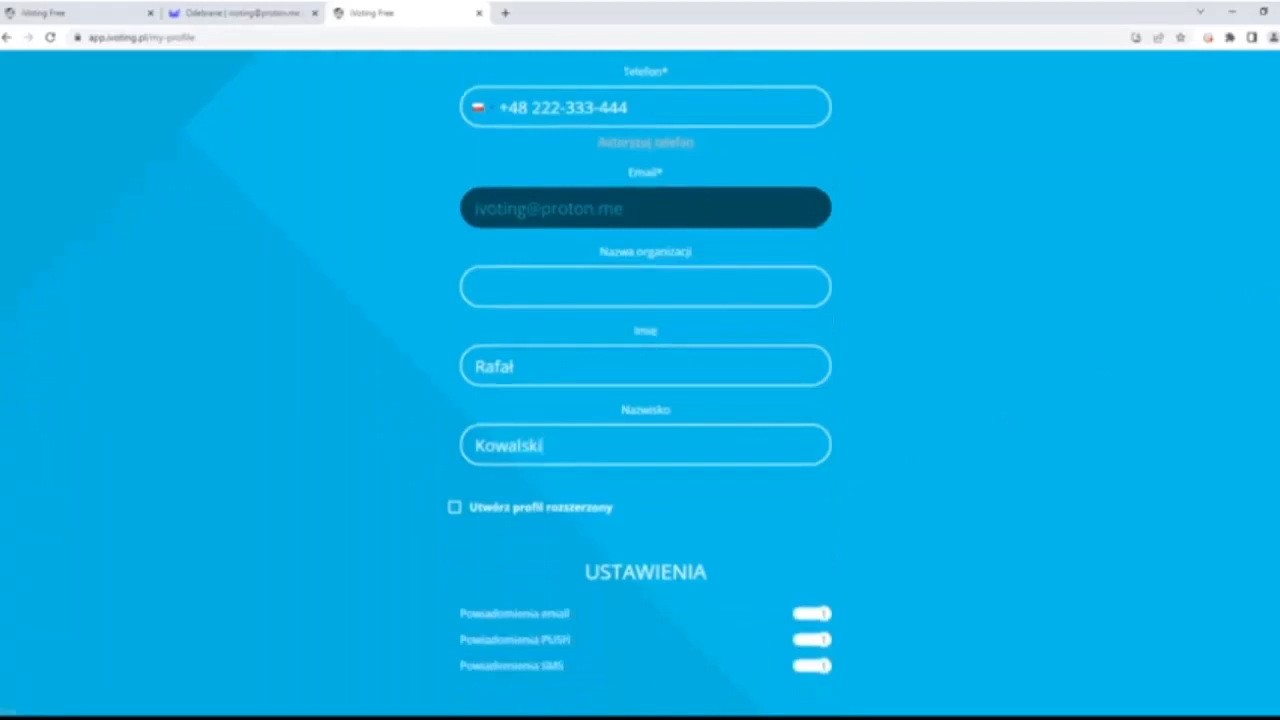 iVoting Free
Odebrane | ivoting@proton.me
iVoting Free
app.ivoting.pl/my-profile
Telefon*
+48 222-333-444
Autoryzuj telefon
Email*
ivoting@proton.me
Nazwa organizacji
Imię
Rafał
Nazwisko
Kowalski
Utwórz profil rozszerzony
USTAWIENIA
Powiadomienia email
Powiadomienia PUSH
Powiadomienia SMS